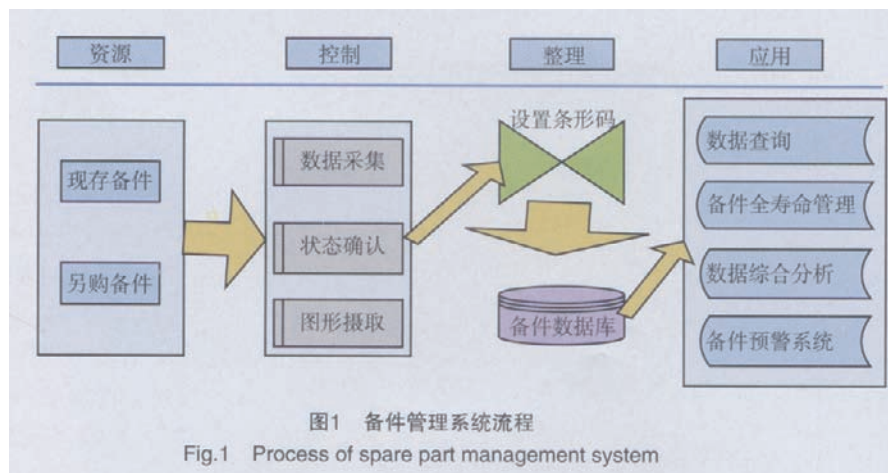 资源
控制
整理
应用
现存备件
另购备件
数据采集
状态确认
图形摄取
设置条形码
备件数据库
数据查询
备件全寿命管理
数据综合分析
备件预警系统
图1 备件管理系统流程
Fig.1 Process of spare part management system